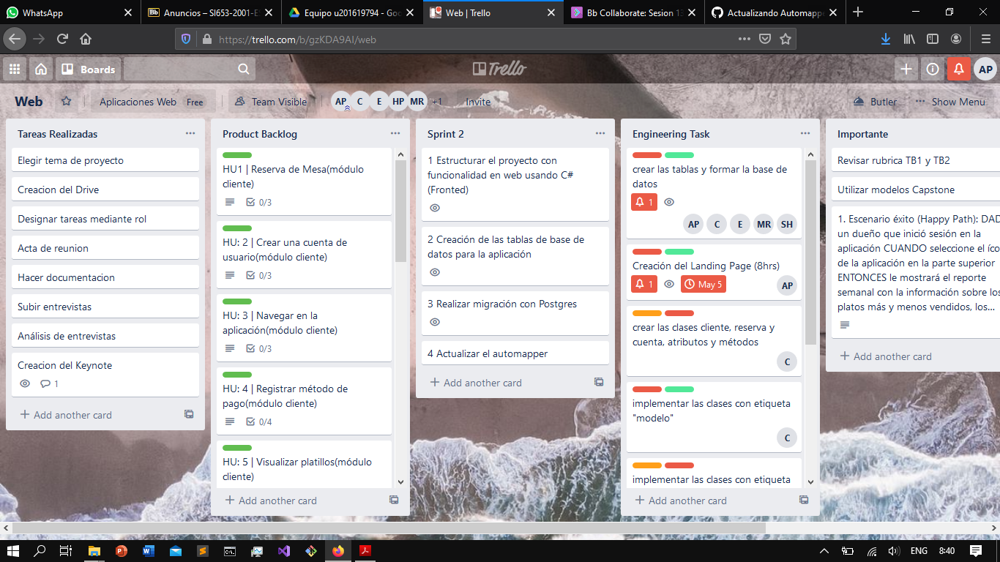 WhatsApp
Bb Anuncios – SI653-2001-E
Equipo u201619794 - Goo
Web | Trello
Bb Collaborate: Sesion 13
Actualizando Automappe
https://trello.com/b/gzKDA9AI/web
Boards
Trello
AP
Web
Aplicaciones Web Free
Team Visible
AP C E HP MR +1
Invite
Butler
Show Menu
Tareas Realizadas
Elegir tema de proyecto
Creacion del Drive
Designar tareas mediante rol
Acta de reunion
Hacer documentacion
Subir entrevistas
Análisis de entrevistas
Creacion del Keynote
1
Add another card
Product Backlog
HU1 | Reserva de Mesa(módulo
cliente)
0/3
HU: 2 | Crear una cuenta de
usuario(módulo cliente)
0/3
HU: 3 | Navegar en la
aplicación(módulo cliente)
0/3
HU: 4 | Registrar método de
pago(módulo cliente)
0/4
HU: 5 | Visualizar platillos(módulo
cliente)
Add another card
Sprint 2
1 Estructurar el proyecto con
funcionalidad en web usando C#
(Fronted)
2 Creación de las tablas de base de
datos para la aplicación
3 Realizar migración con Postgres
4 Actualizar el automapper
Add another card
Engineering Task
crear las tablas y formar la base de
datos
1
AP C E MR SH
Creación del Landing Page (8hrs)
1 May 5 AP
crear las clases cliente, reserva y
cuenta, atributos y métodos
C
implementar las clases con etiqueta
"modelo"
C
implementar las clases con etiqueta
Add another card
Importante
Revisar rubrica TB1 y TB2
Utilizar modelos Capstone
1. Escenario éxito (Happy Path): DAD
un dueño que inició sesión en la
aplicación CUANDO seleccione el íco
de la aplicación en la parte superior
ENTONCES le mostrará el reporte
semanal con la información sobre los
platos más y menos vendidos, los...
Add another card
ENG 8:40